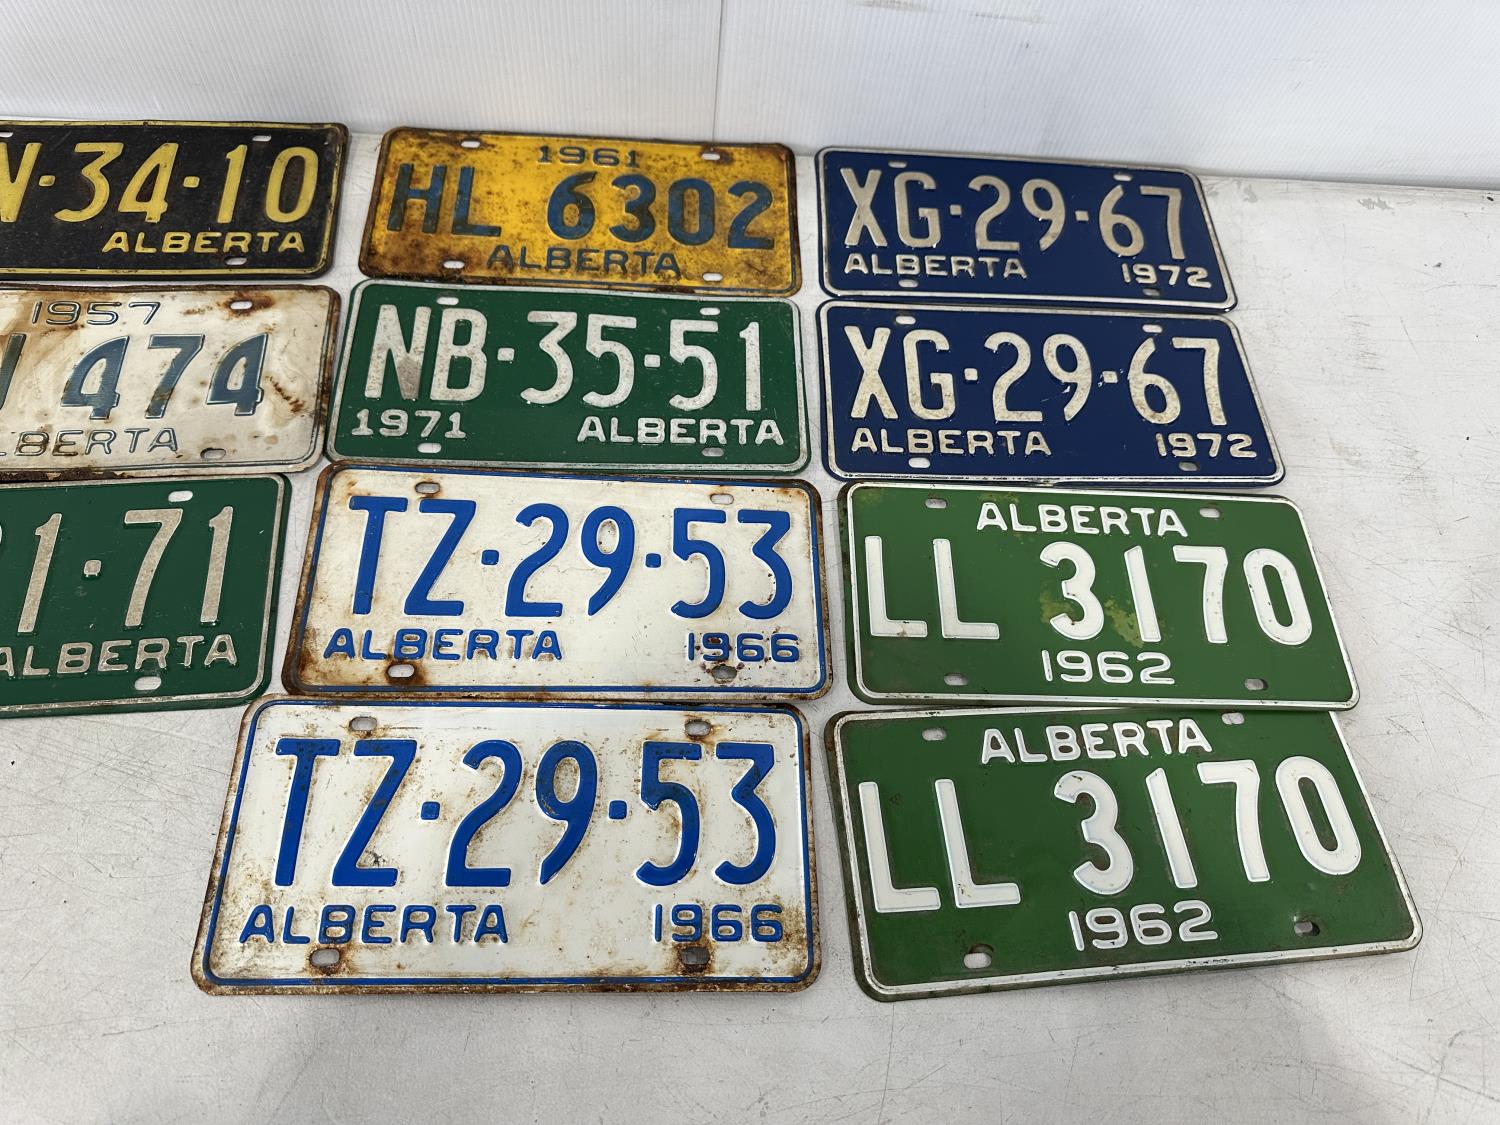 N·34·10
ALBERTA
1957
474
BERTA
1·71
ALBERTA
1961
HL 6302
ALBERTA
NB·35·51
1971 ALBERTA
TZ·29·53
ALBERTA 1966
TZ·29·53
ALBERTA 1966
XG·29·67
ALBERTA 1972
XG·29·67
ALBERTA 1972
ALBERTA
LL 3170
1962
ALBERTA
LL 3170
1962